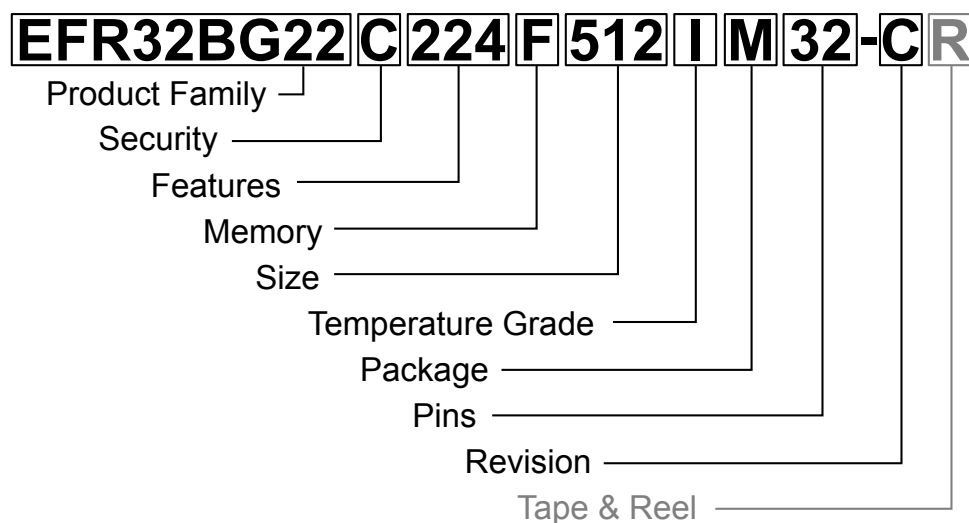 EFR32BG22C224F512IM32-CR
Product Family
Security
Features
Memory
Size
Temperature Grade
Package
Pins
Revision
Tape & Reel